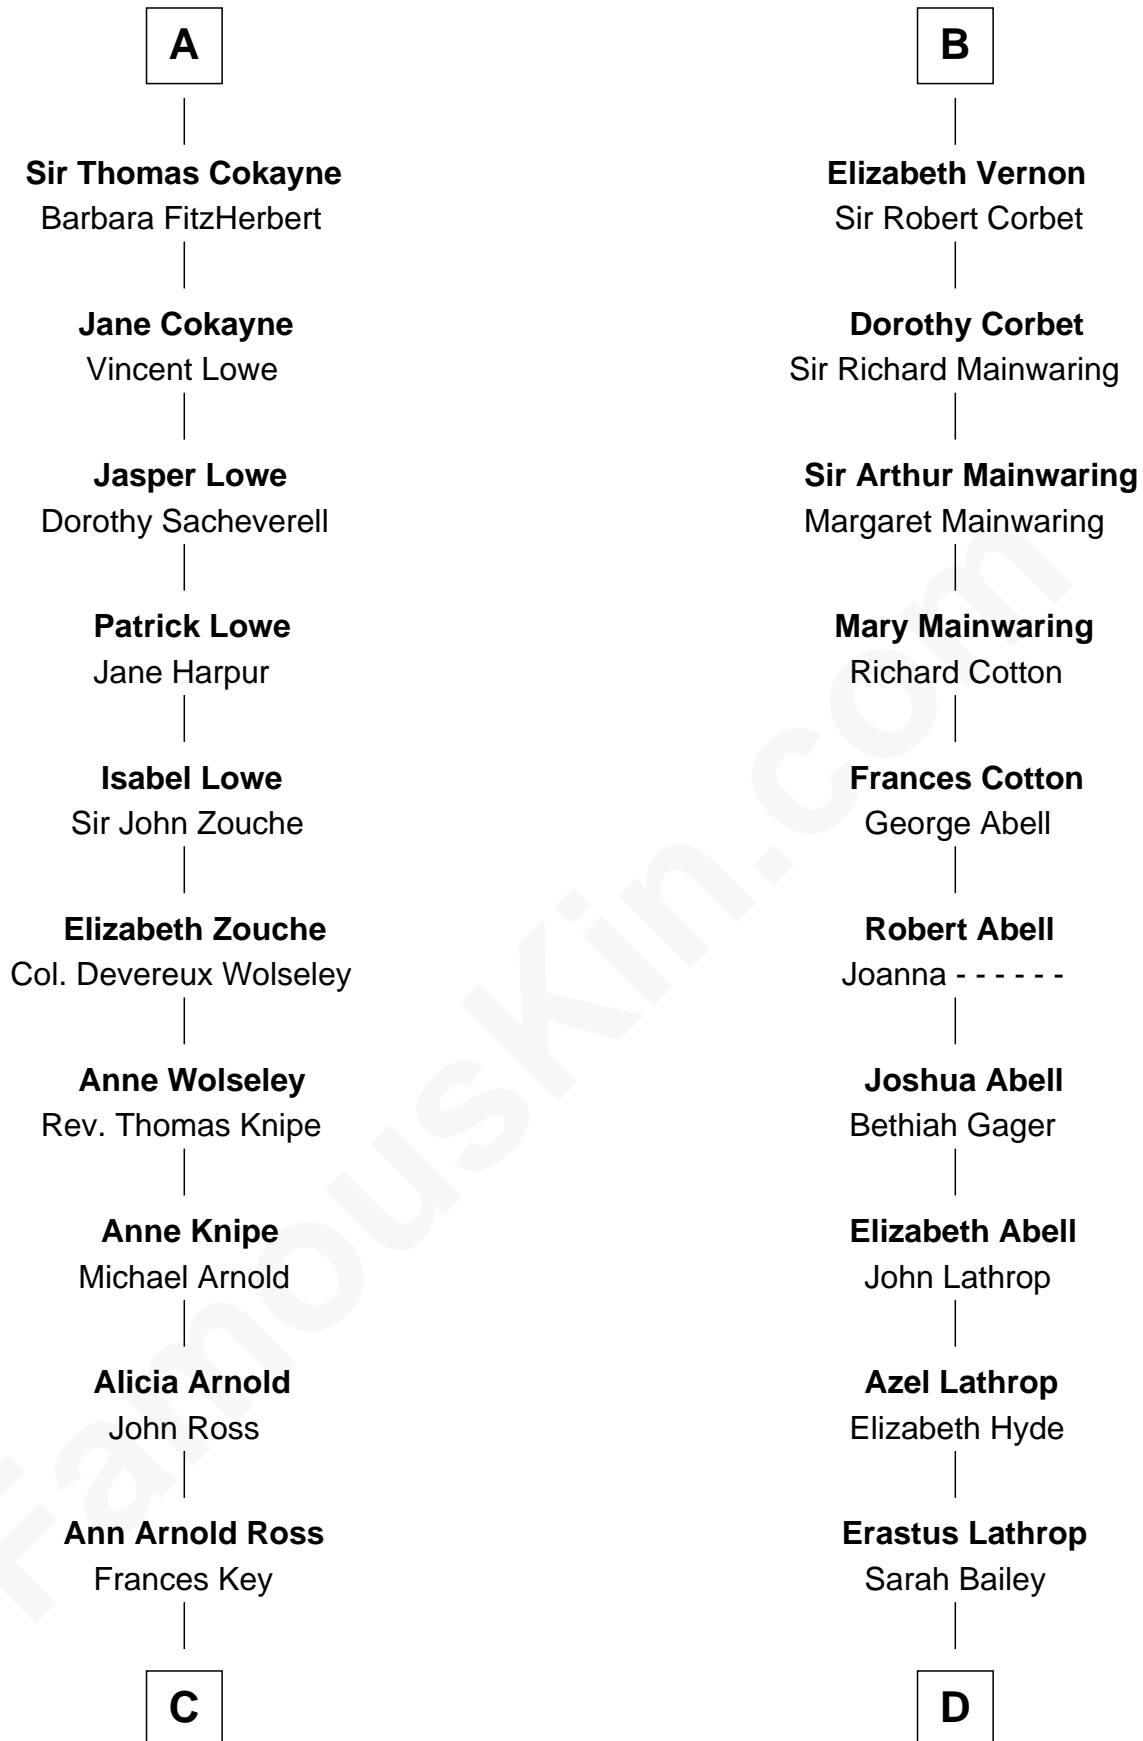 A
Sir Thomas Cokayne
Barbara FitzHerbert
Jane Cokayne
Vincent Lowe
Jasper Lowe
Dorothy Sacheverell
Patrick Lowe
Jane Harpur
Isabel Lowe
Sir John Zouche
Elizabeth Zouche
Col. Devereux Wolseley
Anne Wolseley
Rev. Thomas Knipe
Anne Knipe
Michael Arnold
Alicia Arnold
John Ross
Ann Arnold Ross
Frances Key
C
B
Elizabeth Vernon
Sir Robert Corbet
Dorothy Corbet
Sir Richard Mainwaring
Sir Arthur Mainwaring
Margaret Mainwaring
Mary Mainwaring
Richard Cotton
Frances Cotton
George Abell
Robert Abell
Joanna - - - - - -
Joshua Abell
Bethiah Gager
Elizabeth Abell
John Lathrop
Azel Lathrop
Elizabeth Hyde
Erastus Lathrop
Sarah Bailey
D
FamousKin.com